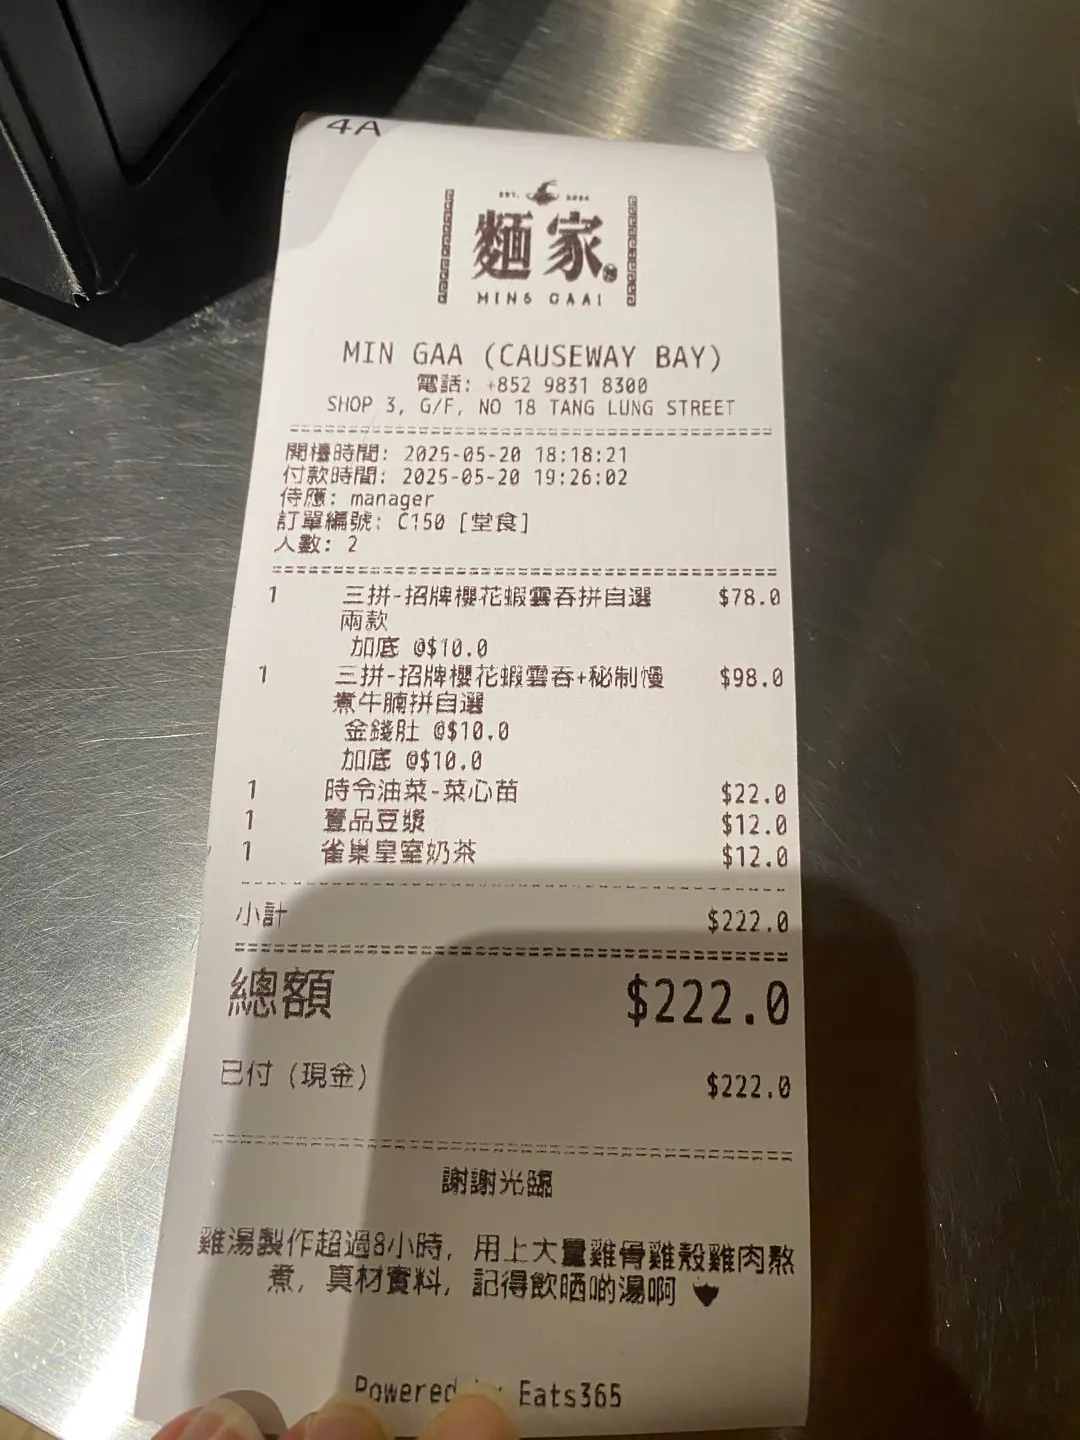 4A
麵家
MING GAAI
MIN GAA (CAUSEWAY BAY)
電話: +852 9831 8300
SHOP 3, G/F, NO 18 TANG LUNG STREET
開檯時間: 2025-05-20 18:18:21
付款時間: 2025-05-20 19:26:02
侍應: manager
訂單編號: C150 [堂食]
人數: 2
1 三拼-招牌櫻花蝦雲吞拼自選 $78.0
兩款
加底 @$10.0
1 三拼-招牌櫻花蝦雲吞+秘制慢 $98.0
煮牛腩拼自選
金錢肚 @$10.0
加底 @$10.0
1 時令油菜-菜心苗 $22.0
1 壹品豆漿 $12.0
1 雀巢皇室奶茶 $12.0
小計 $222.0
總額 $222.0
已付 (現金) $222.0
謝謝光臨
雞湯製作超過8小時, 用上大量雞骨雞殼雞肉熬
煮, 真材實料, 記得飲晒啲湯啊
Powered Eats365